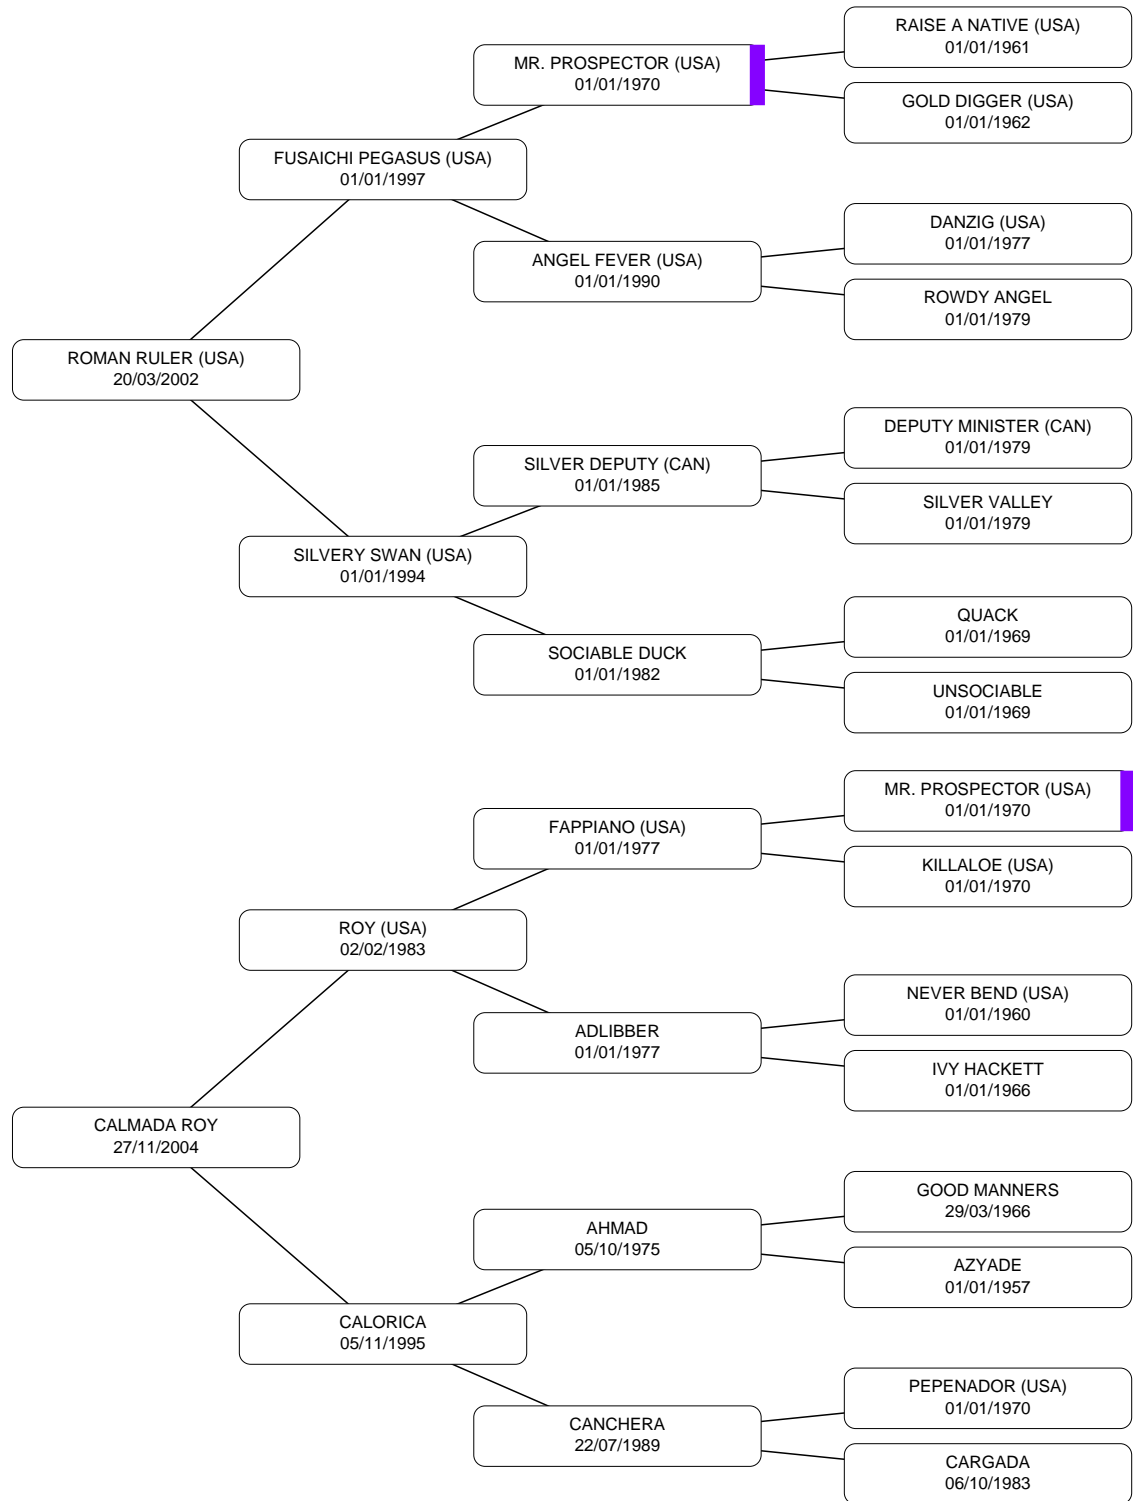 RAISE A NATIVE (USA)
01/01/1961
MR. PROSPECTOR (USA)
01/01/1970
GOLD DIGGER (USA)
01/01/1962
FUSAICHI PEGASUS (USA)
01/01/1997
DANZIG (USA)
01/01/1977
ANGEL FEVER (USA)
01/01/1990
ROWDY ANGEL
01/01/1979
ROMAN RULER (USA)
20/03/2002
DEPUTY MINISTER (CAN)
01/01/1979
SILVER DEPUTY (CAN)
01/01/1985
SILVER VALLEY
01/01/1979
SILVERY SWAN (USA)
01/01/1994
QUACK
01/01/1969
SOCIABLE DUCK
01/01/1982
UNSOCIABLE
01/01/1969
MR. PROSPECTOR (USA)
01/01/1970
FAPPIANO (USA)
01/01/1977
KILLALOE (USA)
01/01/1970
ROY (USA)
02/02/1983
NEVER BEND (USA)
01/01/1960
ADLIBBER
01/01/1977
IVY HACKETT
01/01/1966
CALMADA ROY
27/11/2004
GOOD MANNERS
29/03/1966
AHMAD
05/10/1975
AZYADE
01/01/1957
CALORICA
05/11/1995
PEPENADOR (USA)
01/01/1970
CANCHERA
22/07/1989
CARGADA
06/10/1983